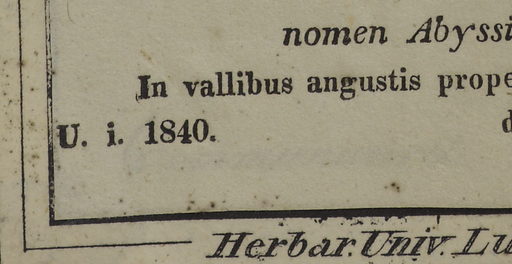 nomen Abyssi
In vallibus angustis prope
U. i. 1840.
Herbar. Univ. Lu